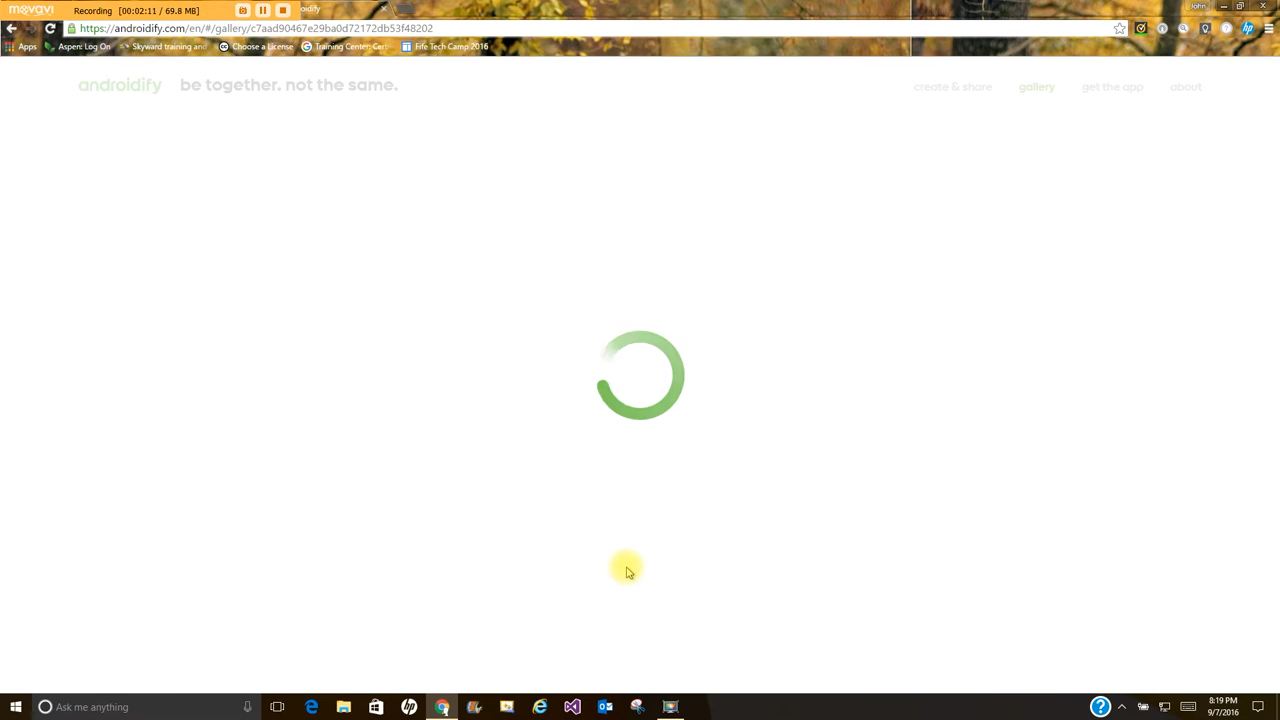 movavi Recording [00:02:11 / 69.8 MB] oidify John
https://androidify.com/en/#/gallery/c7aad90467e29ba0d72172db53f48202
Apps Aspen: Log On Skyward training and Choose a License Training Center: Cert Fife Tech Camp 2016
androidify be together. not the same. create & share gallery get the app about
Ask me anything
8:19 PM
9/7/2016